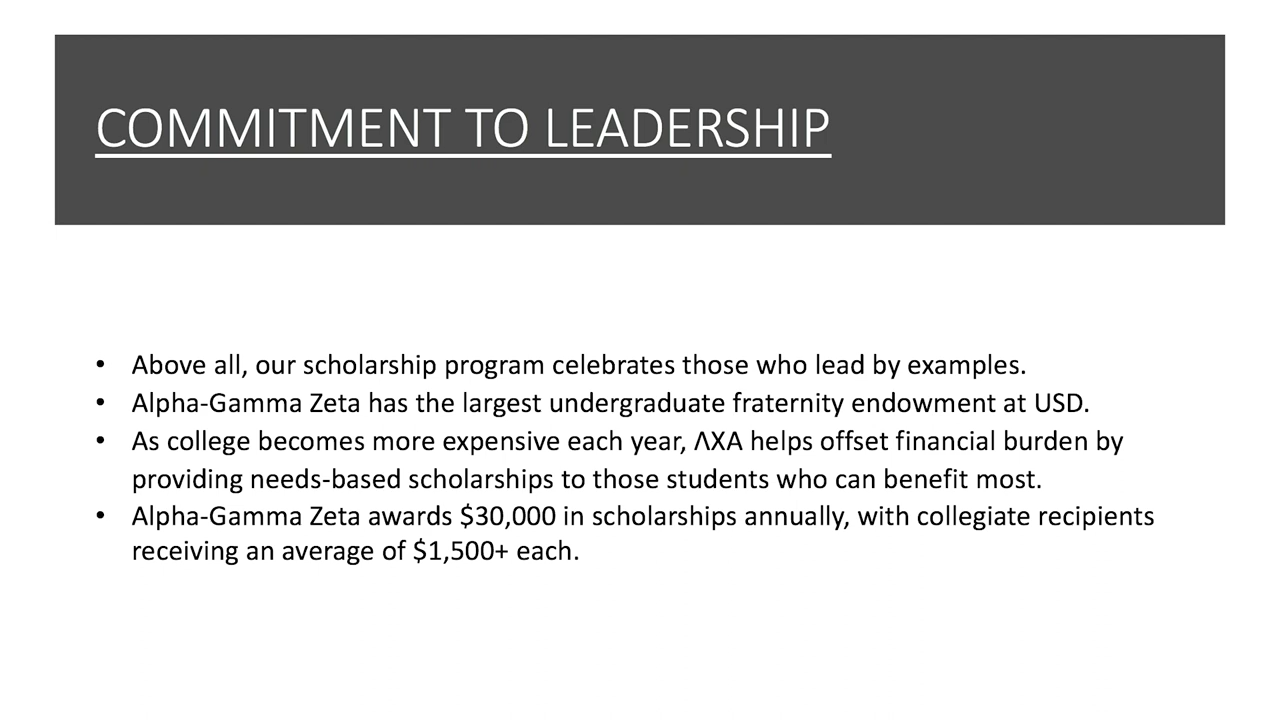 COMMITMENT TO LEADERSHIP
• Above all, our scholarship program celebrates those who lead by examples.
• Alpha-Gamma Zeta has the largest undergraduate fraternity endowment at USD.
• As college becomes more expensive each year, ΛΧΑ helps offset financial burden by
providing needs-based scholarships to those students who can benefit most.
• Alpha-Gamma Zeta awards $30,000 in scholarships annually, with collegiate recipients
receiving an average of $1,500+ each.